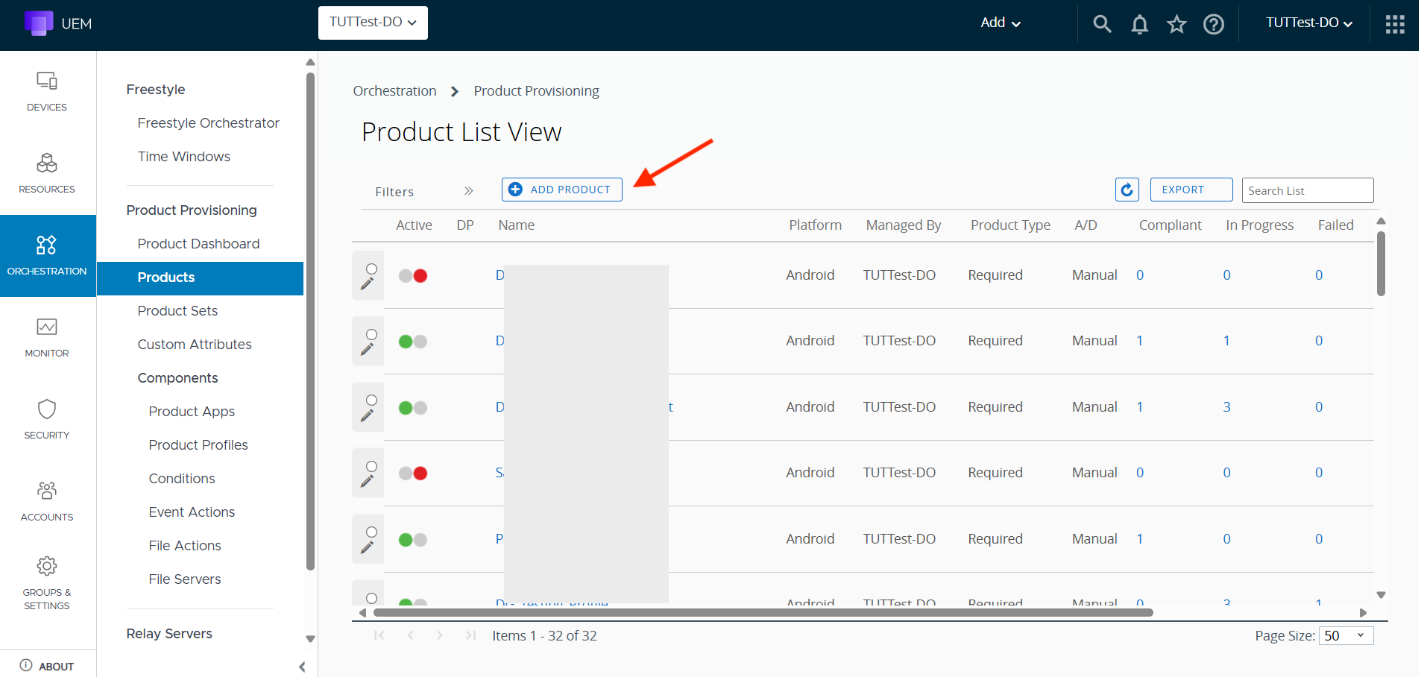 UEM
TUTTest-DO
Add
TUTTest-DO
DEVICES
RESOURCES
ORCHESTRATION
MONITOR
SECURITY
ACCOUNTS
GROUPS &
SETTINGS
ABOUT
Freestyle
Freestyle Orchestrator
Time Windows
Product Provisioning
Product Dashboard
Products
Product Sets
Custom Attributes
Components
Product Apps
Product Profiles
Conditions
Event Actions
File Actions
File Servers
Relay Servers
Orchestration > Product Provisioning
Product List View
Filters » ADD PRODUCT EXPORT Search List
Active DP Name Platform Managed By Product Type A/D Compliant In Progress Failed
D Android TUTTest-DO Required Manual 0 0 0
D Android TUTTest-DO Required Manual 1 1 0
D t Android TUTTest-DO Required Manual 1 3 0
Sa Android TUTTest-DO Required Manual 0 0 0
P Android TUTTest-DO Required Manual 1 0 0
Android TUTTest-DO Required Manual 0 3 1
Items 1 - 32 of 32 Page Size: 50